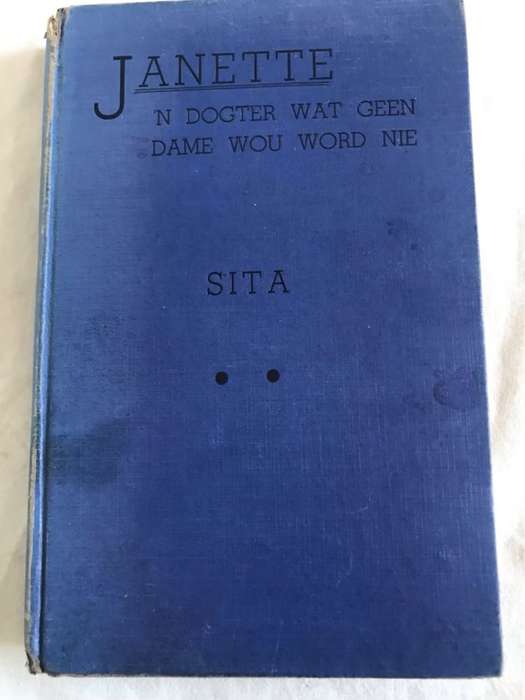 JANETTE
'N DOGTER WAT GEEN
DAME WOU WORD NIE
SITA